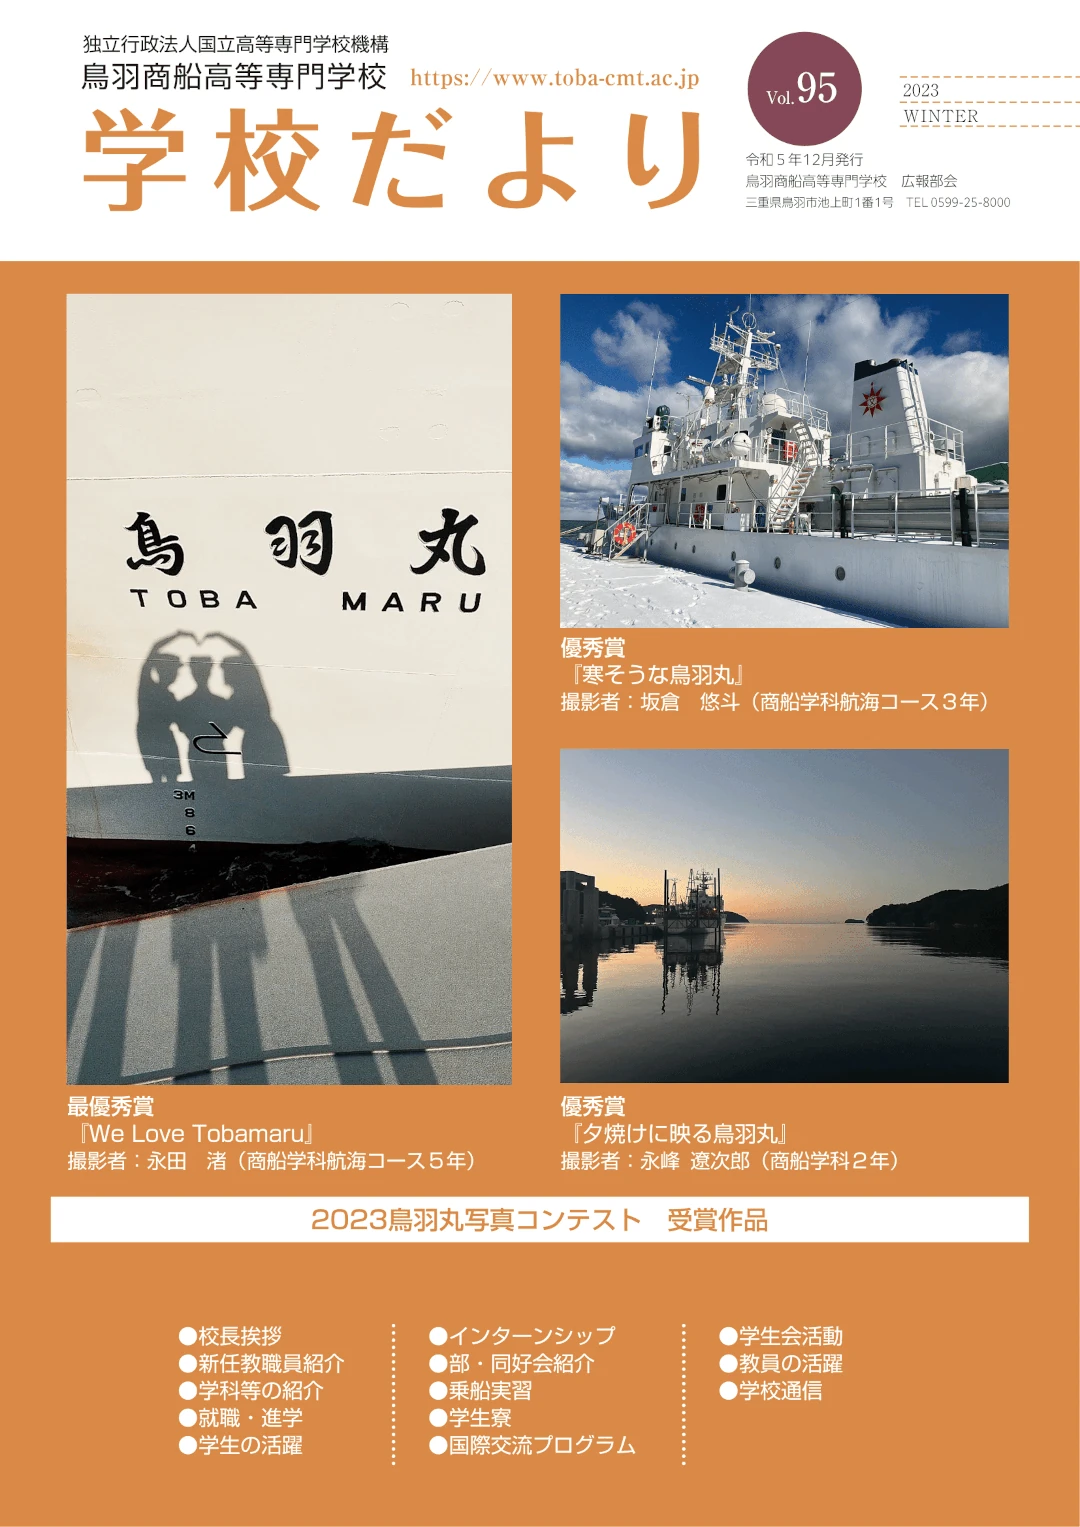 独立行政法人国立高等専門学校機構
鳥羽商船高等専門学校 https://www.toba-cmt.ac.jp
学校だより
Vol.95
2023
WINTER
令和5年12月発行
鳥羽商船高等専門学校 広報部会
三重県鳥羽市池上町1番1号 TEL 0599-25-8000
鳥羽丸
TOBA MARU
3M
8
6
4
最優秀賞
『We Love Tobamaru』
撮影者：永田 渚（商船学科航海コース5年）
優秀賞
『寒そうな鳥羽丸』
撮影者：坂倉 悠斗（商船学科航海コース3年）
優秀賞
『夕焼けに映る鳥羽丸』
撮影者：永峰 遼次郎（商船学科2年）
2023鳥羽丸写真コンテスト 受賞作品
●校長挨拶
●新任教職員紹介
●学科等の紹介
●就職・進学
●学生の活躍
●インターンシップ
●部・同好会紹介
●乗船実習
●学生寮
●国際交流プログラム
●学生会活動
●教員の活躍
●学校通信